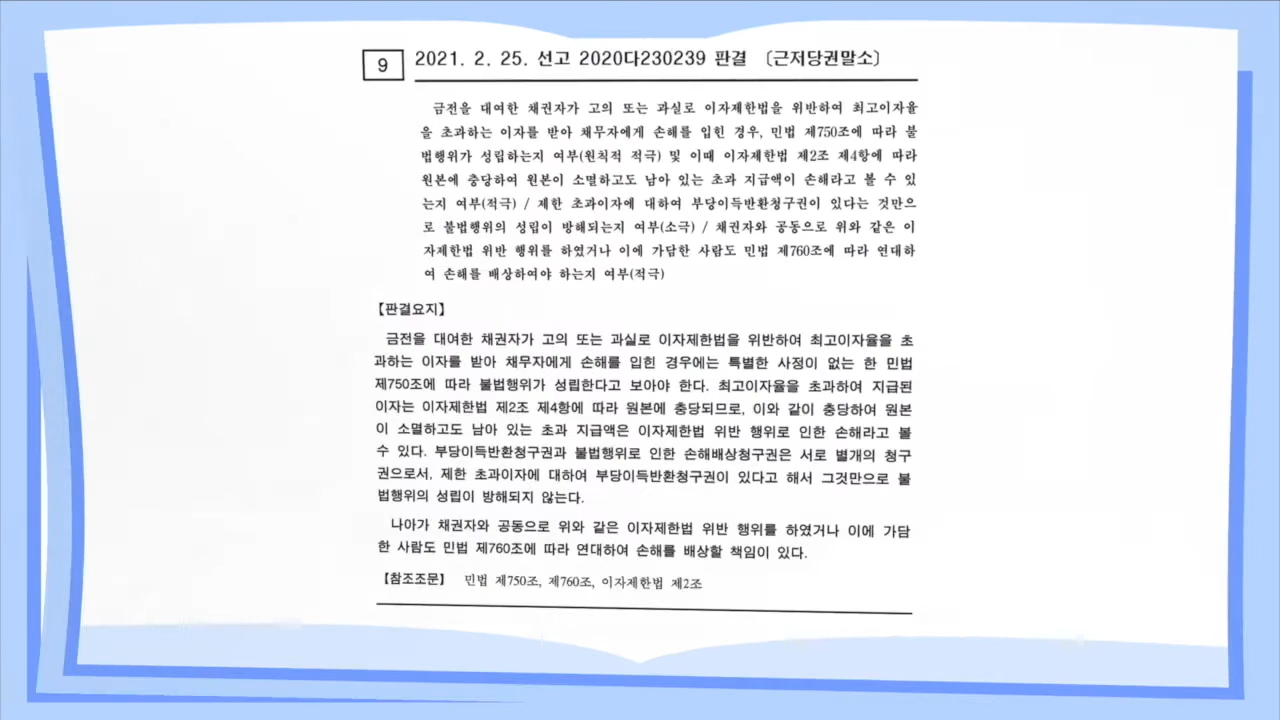 9 2021. 2. 25. 선고 2020다230239 판결 〔근저당권말소〕
금전을 대여한 채권자가 고의 또는 과실로 이자제한법을 위반하여 최고이자율
을 초과하는 이자를 받아 채무자에게 손해를 입힌 경우, 민법 제750조에 따라 불
법행위가 성립하는지 여부(원칙적 적극) 및 이때 이자제한법 제2조 제4항에 따라
원본에 충당하여 원본이 소멸하고도 남아 있는 초과 지급액이 손해라고 볼 수 있
는지 여부(적극) / 제한 초과이자에 대하여 부당이득반환청구권이 있다는 것만으
로 불법행위의 성립이 방해되는지 여부(소극) / 채권자와 공동으로 위와 같은 이
자제한법 위반 행위를 하였거나 이에 가담한 사람도 민법 제760조에 따라 연대하
여 손해를 배상하여야 하는지 여부(적극)
【판결요지】
금전을 대여한 채권자가 고의 또는 과실로 이자제한법을 위반하여 최고이자율을 초
과하는 이자를 받아 채무자에게 손해를 입힌 경우에는 특별한 사정이 없는 한 민법
제750조에 따라 불법행위가 성립한다고 보아야 한다. 최고이자율을 초과하여 지급된
이자는 이자제한법 제2조 제4항에 따라 원본에 충당되므로, 이와 같이 충당하여 원본
이 소멸하고도 남아 있는 초과 지급액은 이자제한법 위반 행위로 인한 손해라고 볼
수 있다. 부당이득반환청구권과 불법행위로 인한 손해배상청구권은 서로 별개의 청구
권으로서, 제한 초과이자에 대하여 부당이득반환청구권이 있다고 해서 그것만으로 불
법행위의 성립이 방해되지 않는다.
나아가 채권자와 공동으로 위와 같은 이자제한법 위반 행위를 하였거나 이에 가담
한 사람도 민법 제760조에 따라 연대하여 손해를 배상할 책임이 있다.
【참조조문】 민법 제750조, 제760조, 이자제한법 제2조